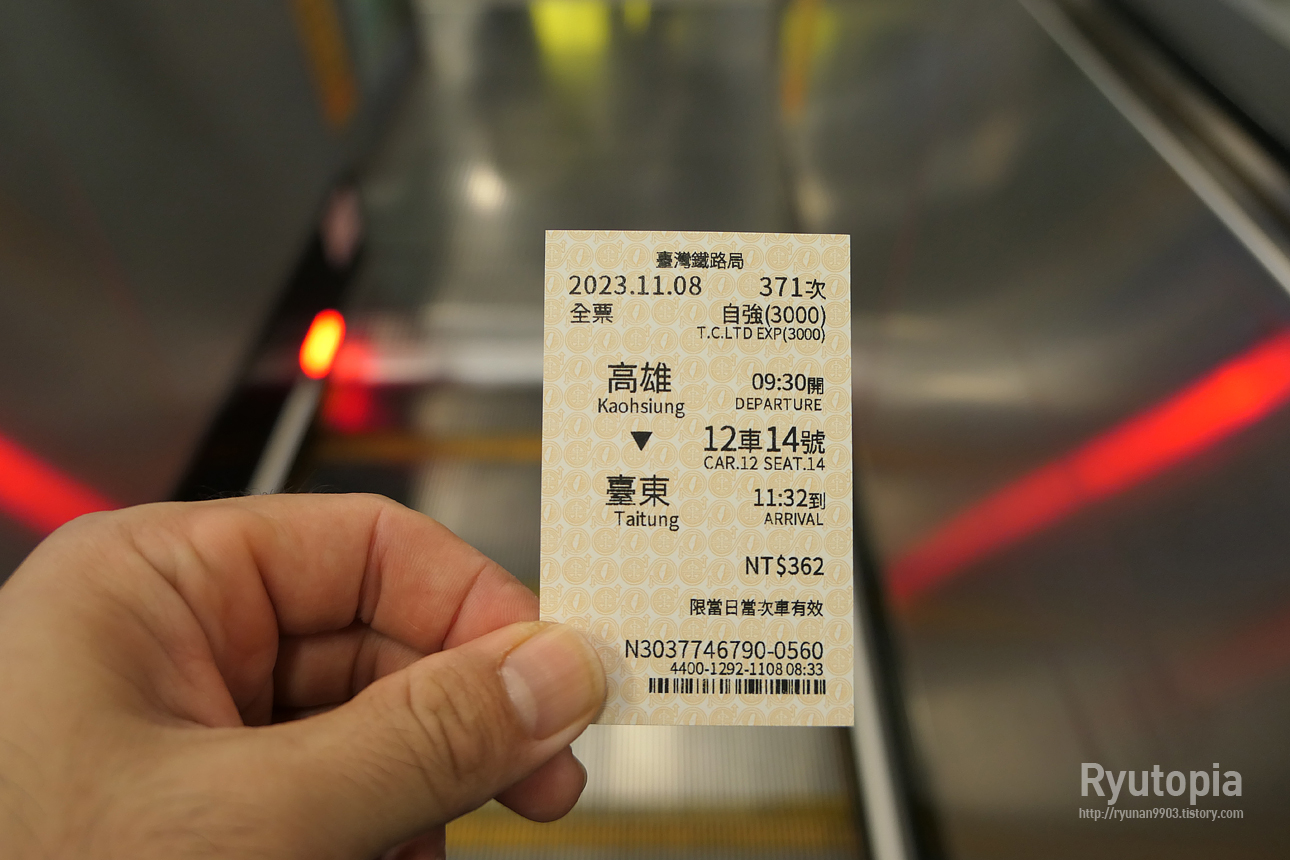 臺灣鐵路局
2023.11.08 371次
全票 自強(3000)
T.C.LTD EXP(3000)
高雄 09:30開
Kaohsiung DEPARTURE
▼ 12車14號
CAR.12 SEAT.14
臺東 11:32到
Taitung ARRIVAL
NT$362
限當日當次車有效
N3037746790-0560
4400-1292-1108 08:33
Ryutopia
http://ryunan9903.tistory.com